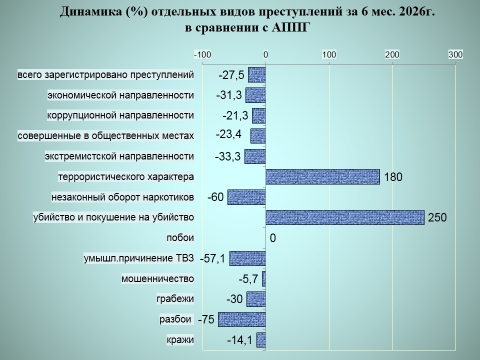 Динамика (%) отдельных видов преступлений за 6 мес. 2026г.
в сравнении с АППГ
-100 0 100 200 300
всего зарегистрировано преступлений -27,5
экономической направленности -31,3
коррупционной направленности -21,3
совершенные в общественных местах -23,4
экстремистской направленности -33,3
террористического характера 180
незаконный оборот наркотиков -60
убийство и покушение на убийство 250
побои 0
умышл.причинение ТВЗ -57,1
мошенничество -5,7
грабежи -30
разбои -75
кражи -14,1